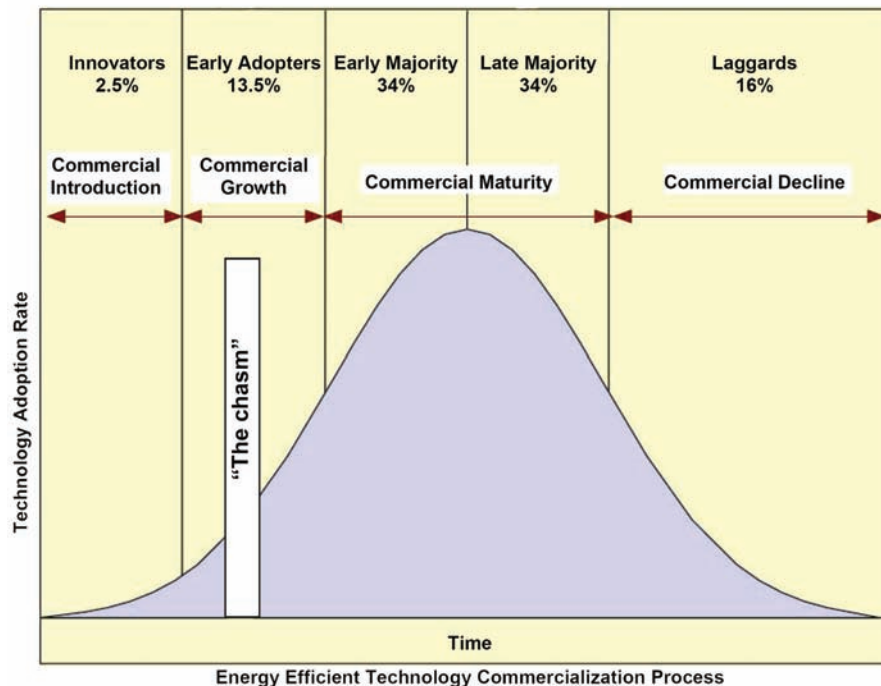 Innovators
2.5%
Early Adopters
13.5%
Early Majority
34%
Late Majority
34%
Laggards
16%
Commercial
Introduction
Commercial
Growth
Commercial Maturity
Commercial Decline
Technology Adoption Rate
“The chasm”
Time
Energy Efficient Technology Commercialization Process